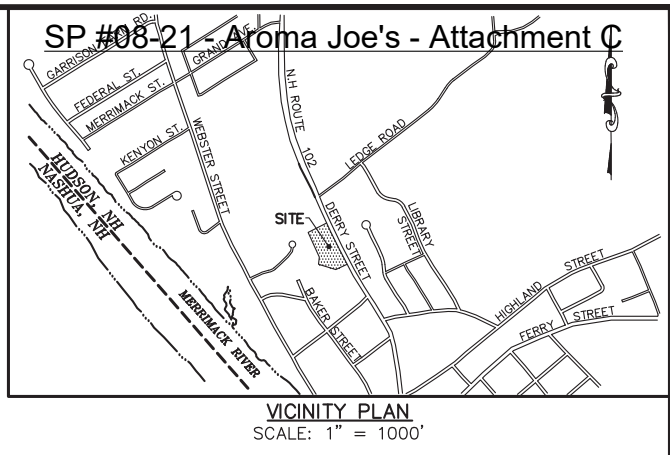 SP #08-21 - Aroma Joe's - Attachment C
GARRISON RD.
FEDERAL ST.
GRAND AVE.
MERRIMACK ST.
KENYON ST.
WEBSTER STREET
N.H ROUTE 102
LEDGE ROAD
HUDSON, NH
NASHUA, NH
SITE
DERRY STREET
LIBRARY STREET
BAKER STREET
MERRIMACK RIVER
HIGHLAND STREET
FERRY STREET
VICINITY PLAN
SCALE: 1" = 1000'